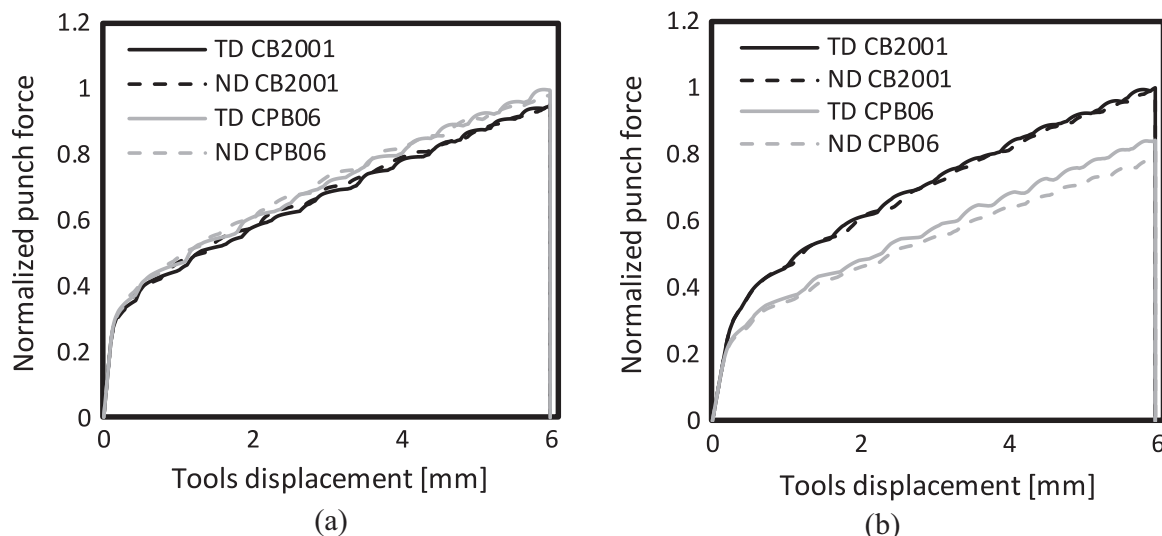 Normalized punch force
1.2
1
0.8
0.6
0.4
0.2
0
0
2
4
6
TD CB2001
ND CB2001
TD CPB06
ND CPB06
Tools displacement [mm]
(a)
Normalized punch force
1.2
1
0.8
0.6
0.4
0.2
0
0
2
4
6
TD CB2001
ND CB2001
TD CPB06
ND CPB06
Tools displacement [mm]
(b)